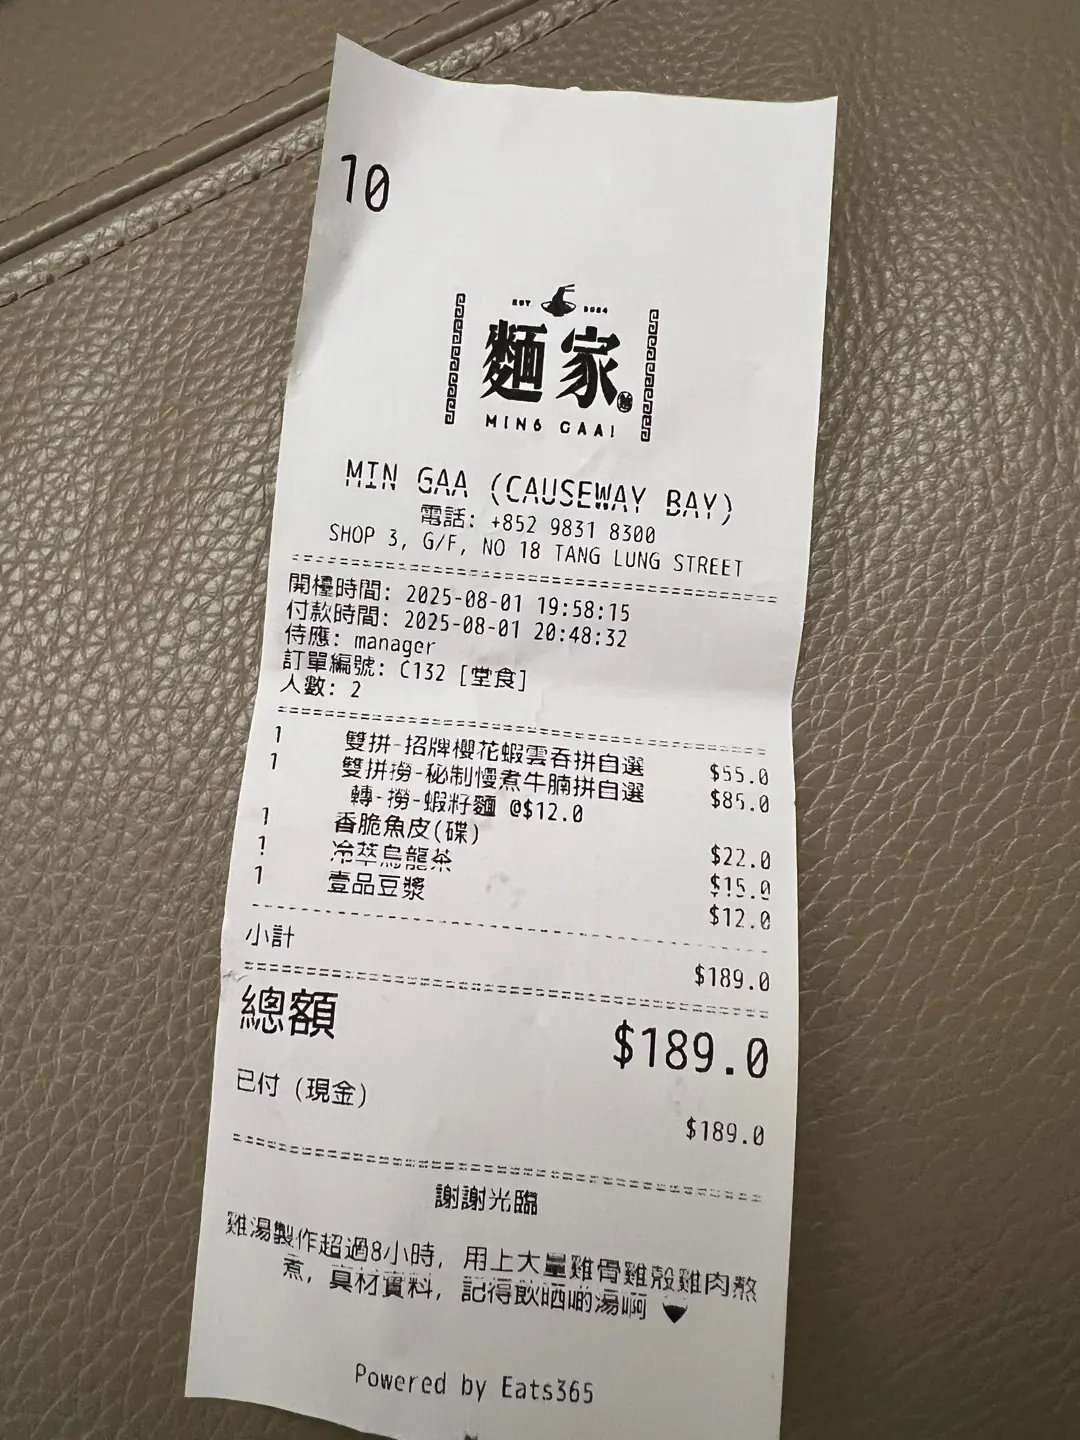 10
EST 2024
麵家
MING GAAI
MIN GAA (CAUSEWAY BAY)
電話: +852 9831 8300
SHOP 3, G/F, NO 18 TANG LUNG STREET
開檯時間: 2025-08-01 19:58:15
付款時間: 2025-08-01 20:48:32
侍應: manager
訂單編號: C132 [堂食]
人數: 2
1 雙拼-招牌櫻花蝦雲吞拼自選 $55.0
1 雙拼撈-秘制慢煮牛腩拼自選 $85.0
轉-撈-蝦籽麵 @$12.0
1 香脆魚皮(碟) $22.0
1 冷萃烏龍茶 $15.0
1 壹品豆漿 $12.0
小計 $189.0
總額 $189.0
已付 (現金) $189.0
謝謝光臨
雞湯製作超過8小時, 用上大量雞骨雞殼雞肉熬
煮, 真材實料, 記得飲晒啲湯啊
Powered by Eats365